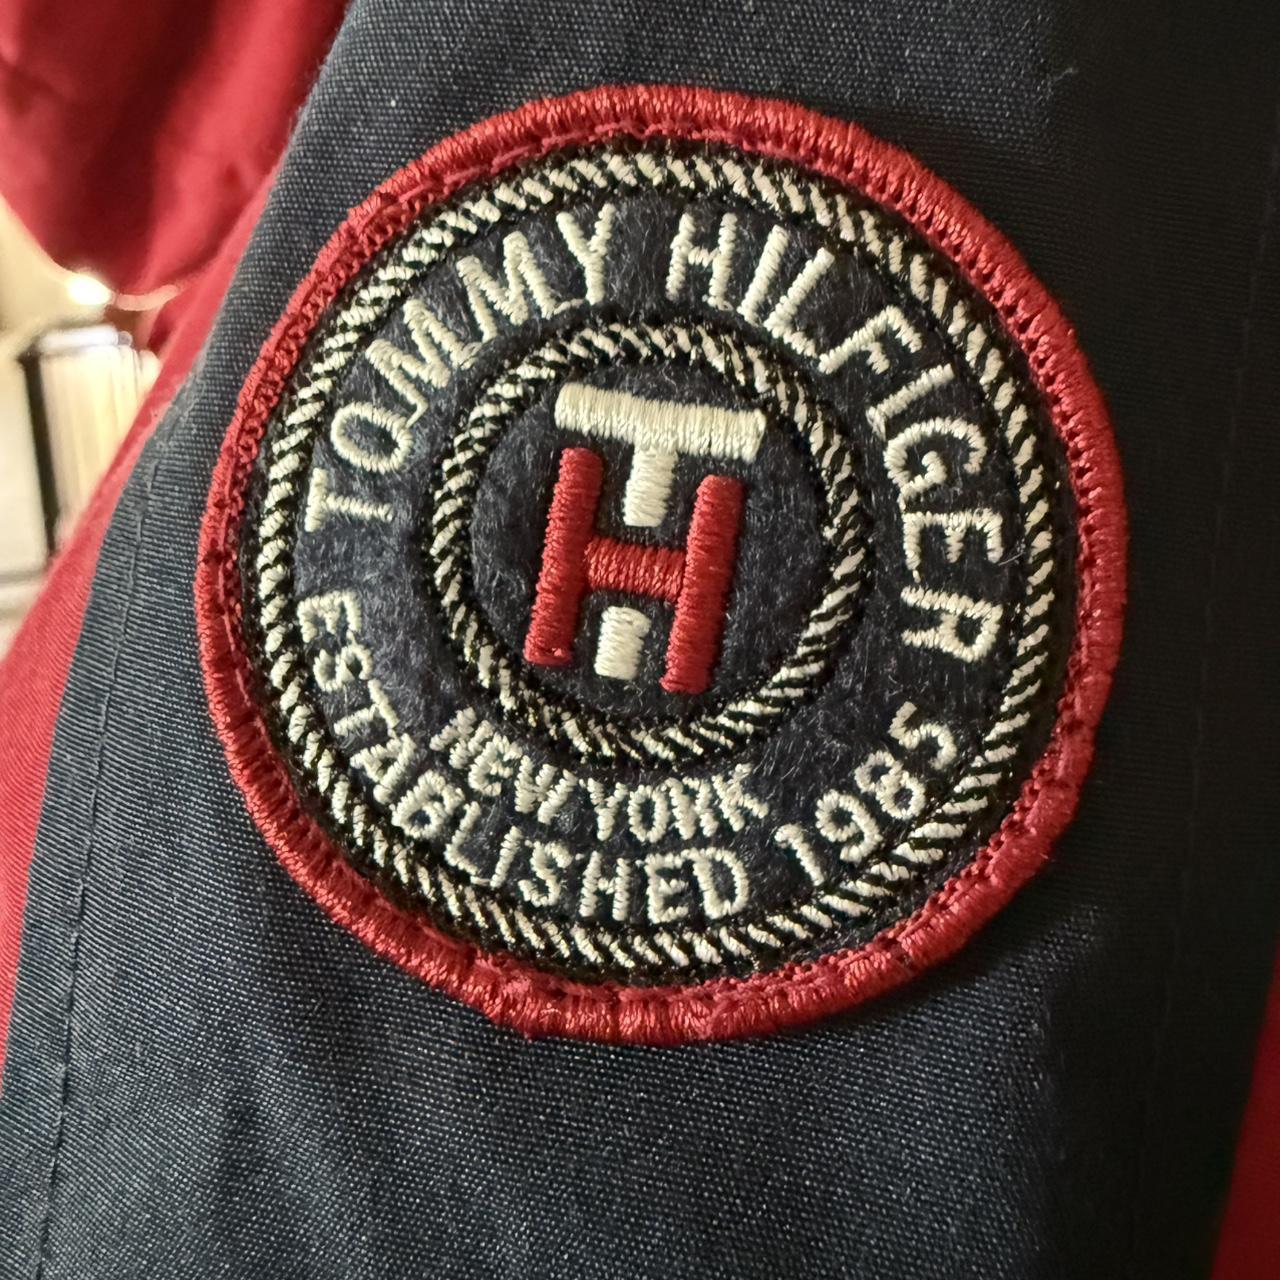 TOMMY HILFIGER
TH
NEW YORK
ESTABLISHED 1985